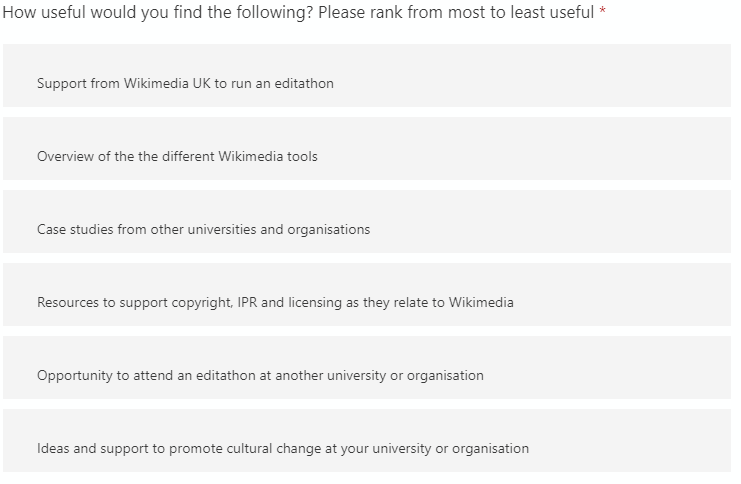 How useful would you find the following? Please rank from most to least useful *
Support from Wikimedia UK to run an editathon
Overview of the the different Wikimedia tools
Case studies from other universities and organisations
Resources to support copyright, IPR and licensing as they relate to Wikimedia
Opportunity to attend an editathon at another university or organisation
Ideas and support to promote cultural change at your university or organisation